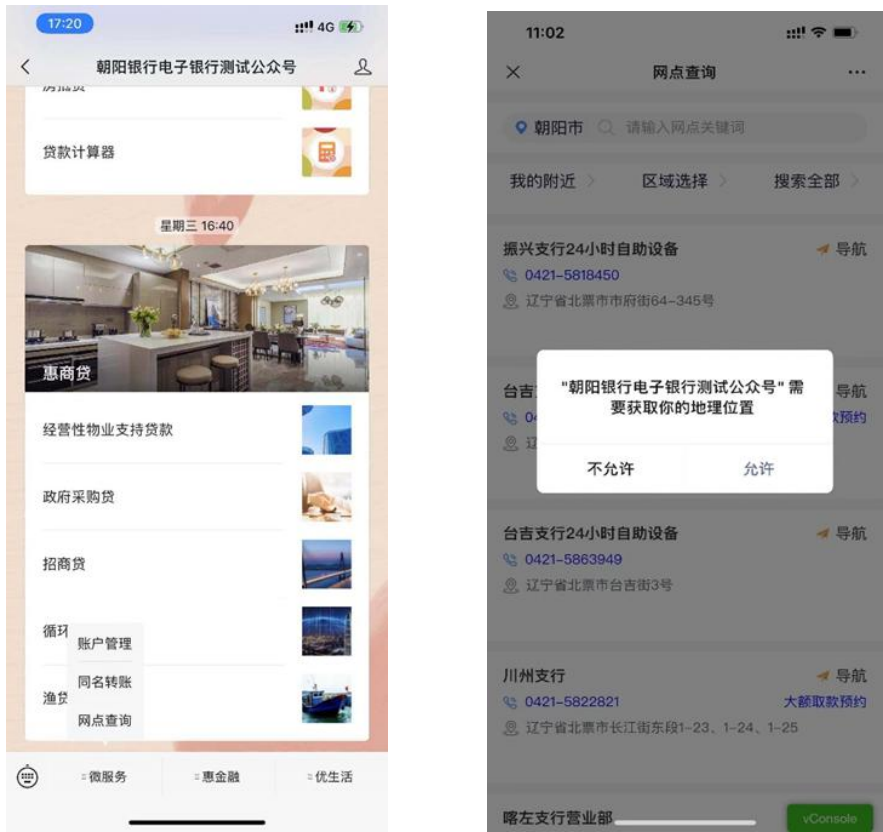 17:20
4G
朝阳银行电子银行测试公众号
房抵贷
贷款计算器
星期三 16:40
惠商贷
经营性物业支持贷款
政府采购贷
招商贷
循环
渔贷
账户管理
同名转账
网点查询
微服务
惠金融
优生活
11:02
网点查询
朝阳市 请输入网点关键词
我的附近 区域选择 搜索全部
振兴支行24小时自助设备 导航
0421-5818450
辽宁省北票市市府街64-345号
台吉 导航
04 款预约
辽
"朝阳银行电子银行测试公众号" 需
要获取你的地理位置
不允许 允许
台吉支行24小时自助设备 导航
0421-5863949
辽宁省北票市台吉街3号
川州支行 导航
0421-5822821 大额取款预约
辽宁省北票市长江街东段1-23、1-24、1-25
喀左支行营业部 vConsole